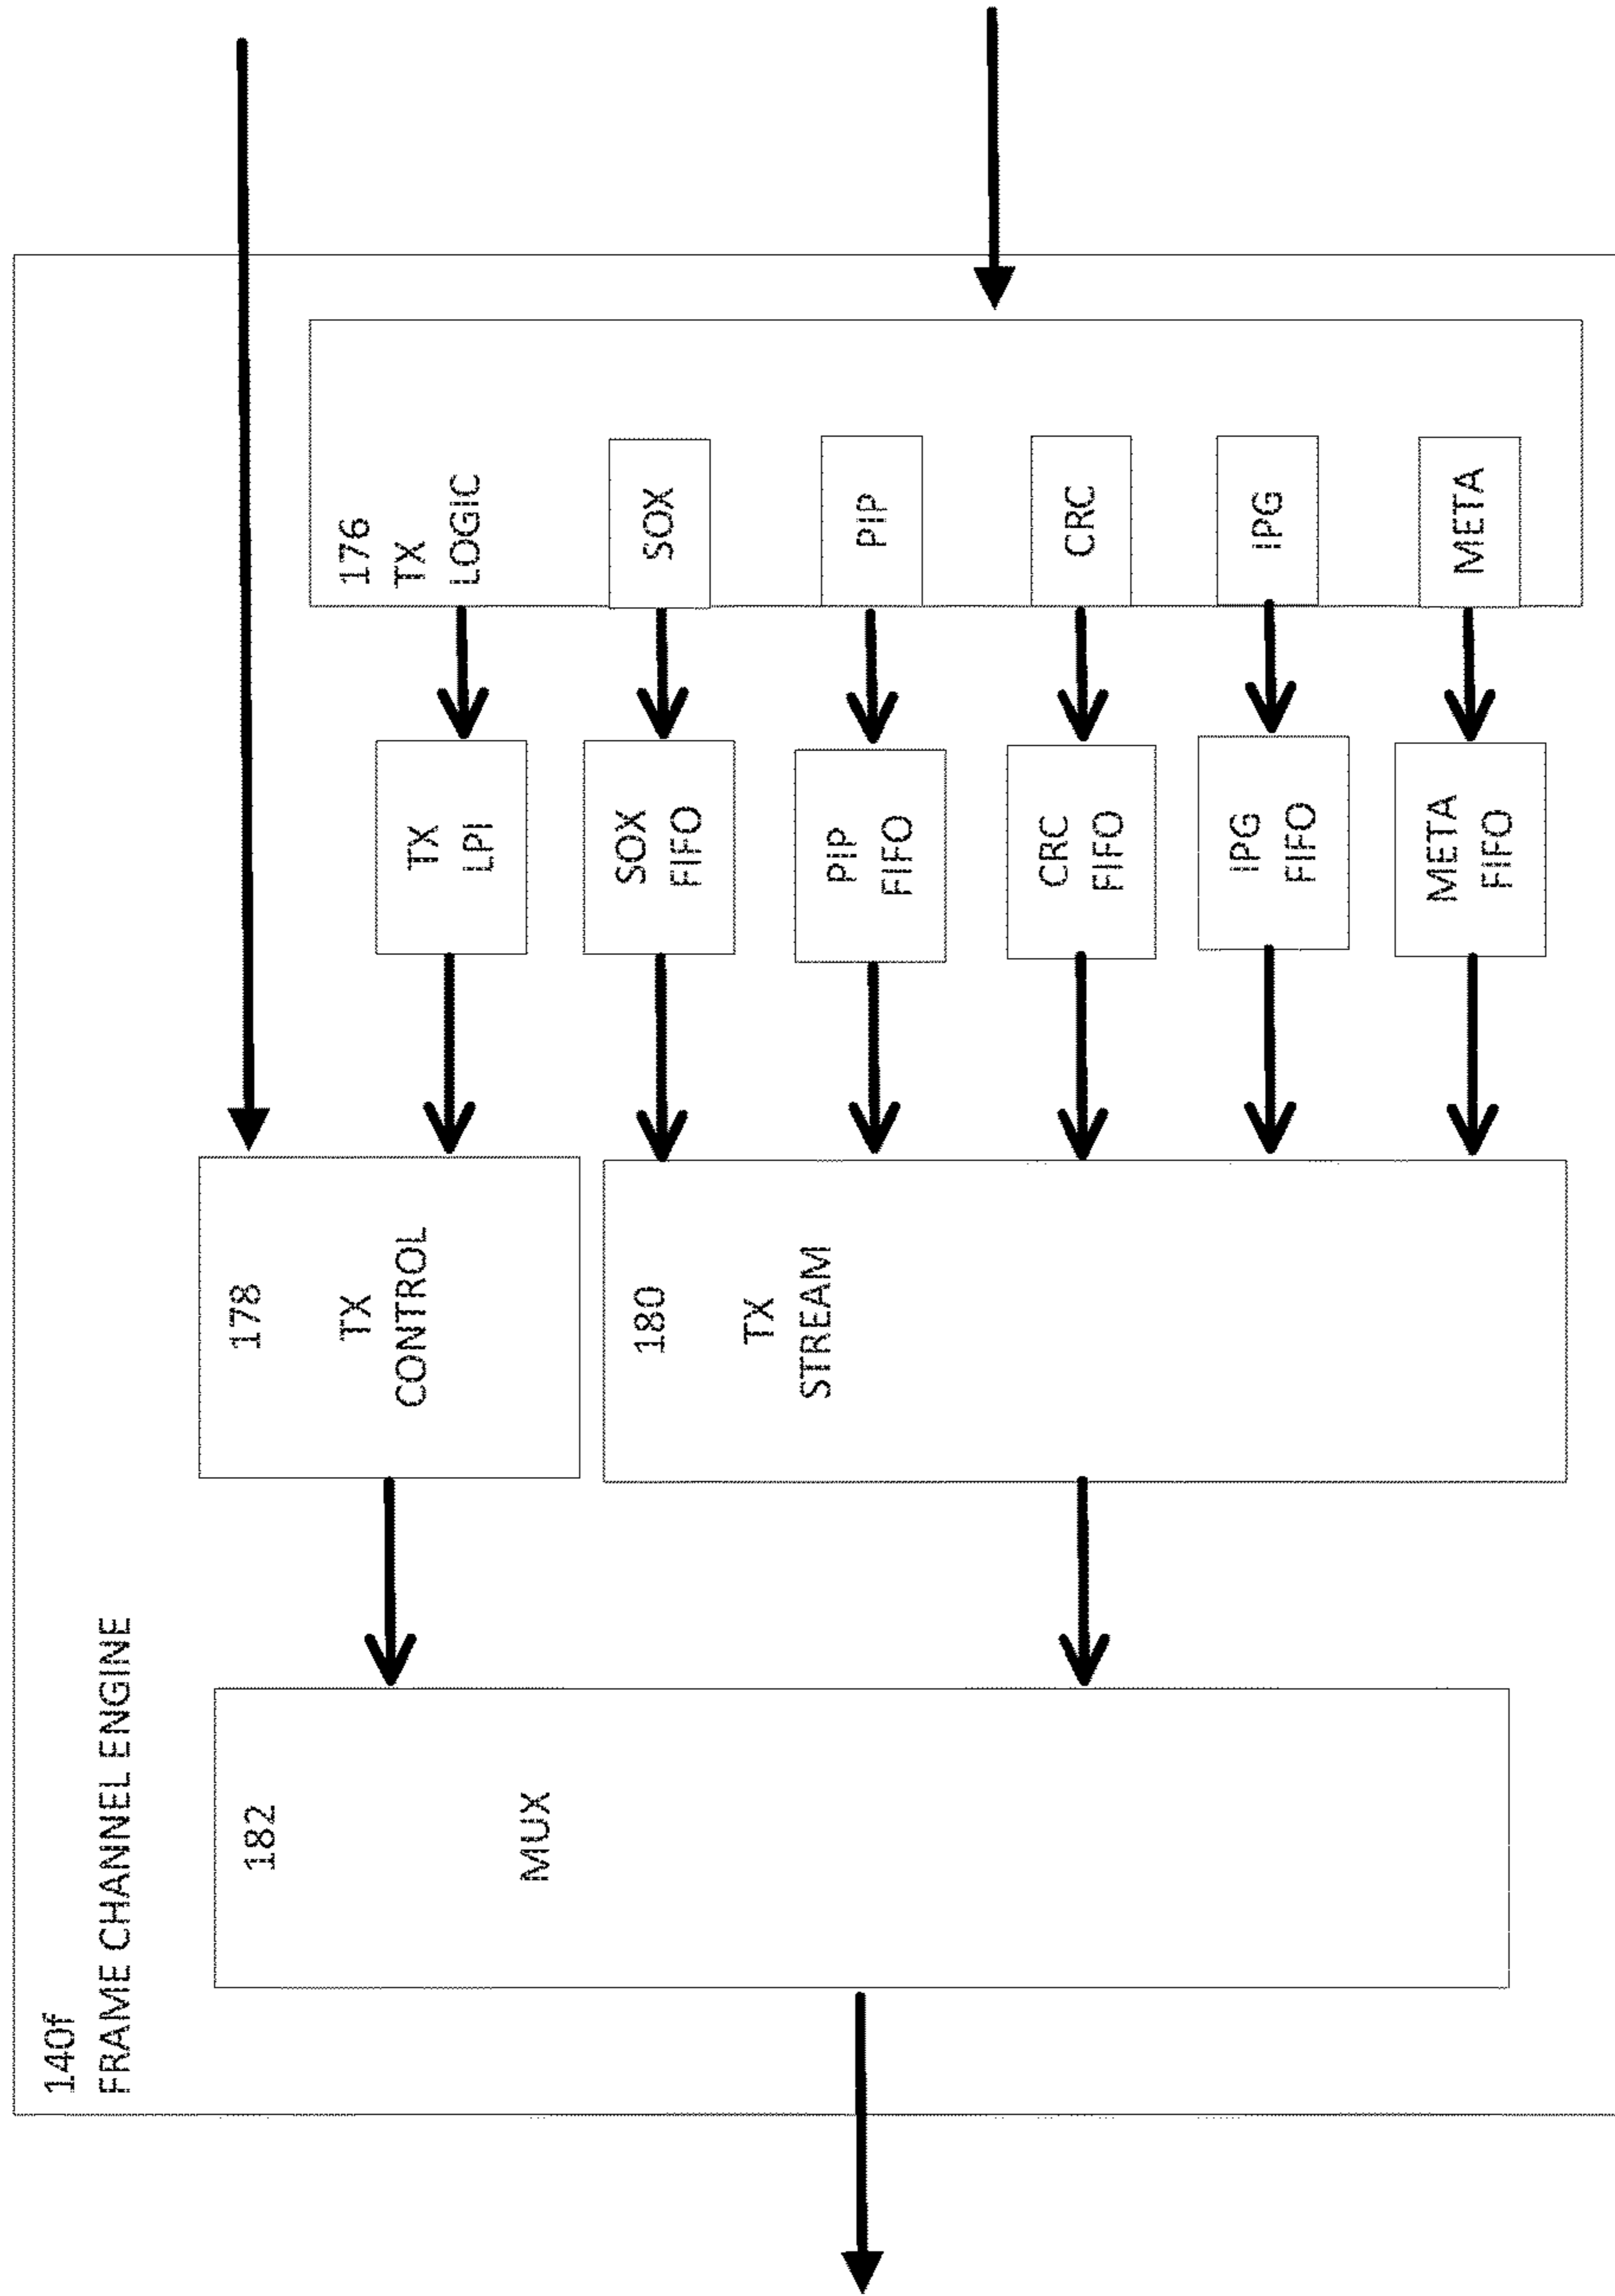 140f
FRAME CHANNEL ENGINE
182
MUX
178
TX
CONTROL
180
TX
STREAM
TX
LPI
SOX
FIFO
PIP
FIFO
CRC
FIFO
IPG
FIFO
META
FIFO
176
TX
LOGIC
SOX
PIP
CRC
IPG
META